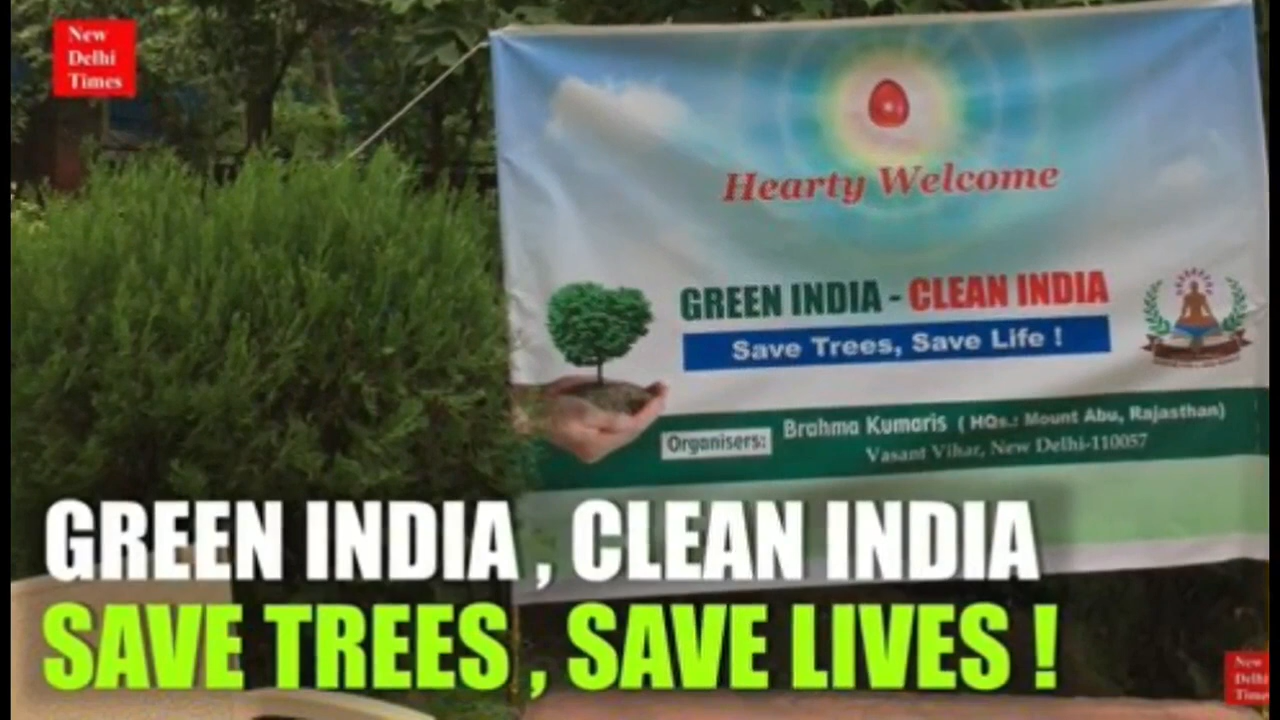 New
Delhi
Times
Hearty Welcome
GREEN INDIA - CLEAN INDIA
Save Trees, Save Life !
Organisers: Brahma Kumaris ( HQs.: Mount Abu, Rajasthan)
Vasant Vihar, New Delhi-110057
GREEN INDIA , CLEAN INDIA
SAVE TREES , SAVE LIVES !
New
Delhi
Times